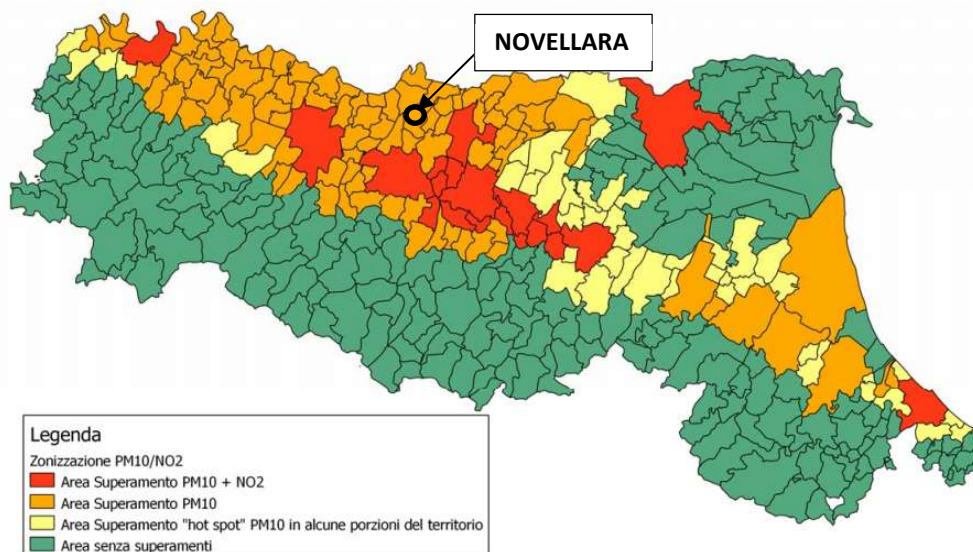 NOVELLARA
Legenda
Zonizzazione PM10/NO2
Area Superamento PM10 + NO2
Area Superamento PM10
Area Superamento "hot spot" PM10 in alcune porzioni del territorio
Area senza superamenti